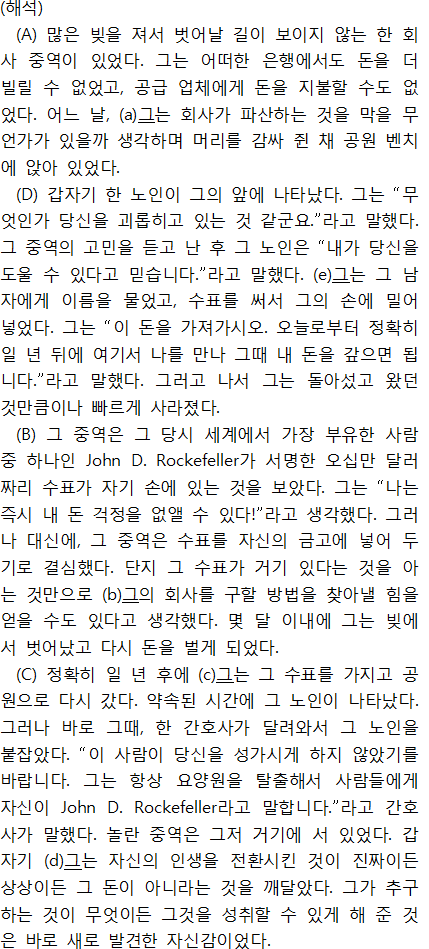 (해석)
(A) 많은 빚을 져서 벗어날 길이 보이지 않는 한 회
사 중역이 있었다. 그는 어떠한 은행에서도 돈을 더
빌릴 수 없었고, 공급 업체에게 돈을 지불할 수도 없
었다. 어느 날, (a)그는 회사가 파산하는 것을 막을 무
언가가 있을까 생각하며 머리를 감싸 쥔 채 공원 벤치
에 앉아 있었다.
(D) 갑자기 한 노인이 그의 앞에 나타났다. 그는 “무
엇인가 당신을 괴롭히고 있는 것 같군요.”라고 말했다.
그 중역의 고민을 듣고 난 후 그 노인은 “내가 당신을
도울 수 있다고 믿습니다.”라고 말했다. (e)그는 그 남
자에게 이름을 물었고, 수표를 써서 그의 손에 밀어
넣었다. 그는 “이 돈을 가져가시오. 오늘로부터 정확히
일 년 뒤에 여기서 나를 만나 그때 내 돈을 갚으면 됩
니다.”라고 말했다. 그러고 나서 그는 돌아섰고 왔던
것만큼이나 빠르게 사라졌다.
(B) 그 중역은 그 당시 세계에서 가장 부유한 사람
중 하나인 John D. Rockefeller가 서명한 오십만 달러
짜리 수표가 자기 손에 있는 것을 보았다. 그는 “나는
즉시 내 돈 걱정을 없앨 수 있다!”라고 생각했다. 그러
나 대신에, 그 중역은 수표를 자신의 금고에 넣어 두
기로 결심했다. 단지 그 수표가 거기 있다는 것을 아
는 것만으로 (b)그의 회사를 구할 방법을 찾아낼 힘을
얻을 수도 있다고 생각했다. 몇 달 이내에 그는 빚에
서 벗어났고 다시 돈을 벌게 되었다.
(C) 정확히 일 년 후에 (c)그는 그 수표를 가지고 공
원으로 다시 갔다. 약속된 시간에 그 노인이 나타났다.
그러나 바로 그때, 한 간호사가 달려와서 그 노인을
붙잡았다. “이 사람이 당신을 성가시게 하지 않았기를
바랍니다. 그는 항상 요양원을 탈출해서 사람들에게
자신이 John D. Rockefeller라고 말합니다.”라고 간호
사가 말했다. 놀란 중역은 그저 거기에 서 있었다. 갑
자기 (d)그는 자신의 인생을 전환시킨 것이 진짜이든
상상이든 그 돈이 아니라는 것을 깨달았다. 그가 추구
하는 것이 무엇이든 그것을 성취할 수 있게 해 준 것
은 바로 새로 발견한 자신감이었다.